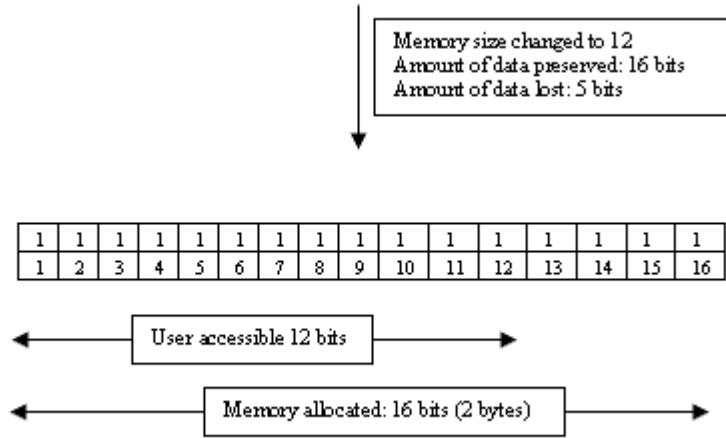 Memory size changed to 12
Amount of data preserved: 16 bits
Amount of data lost: 5 bits
1 1 1 1 1 1 1 1 1 1 1 1 1 1 1 1
1 2 3 4 5 6 7 8 9 10 11 12 13 14 15 16
User accessible 12 bits
Memory allocated: 16 bits (2 bytes)